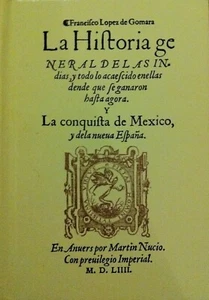 Francisco Lopez de Gomara
La Historia ge
NERAL DE LAS IN-
dias, y todo lo acaescido enellas
dende que se ganaron
hasta agora.
Y
La conquista de Mexico,
y dela nueua España.
En Anuers por Martin Nucio.
Con preuilegio Imperial.
M. D. LIIII.